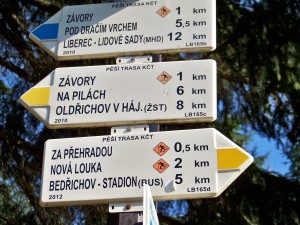 PĚŠÍ TRASA KČT
ZÁVORY 1 km
POD DRAČÍM VRCHEM 5,5 km
LIBEREC - LIDOVÉ SADY(MHD) 12 km
2010 LB165b
PĚŠÍ TRASA KČT
ZÁVORY 1 km
NA PILÁCH 6 km
OLDŘICHOV V HÁJ.(ŽST) 8 km
2010 LB165c
PĚŠÍ TRASA KČT
ZA PŘEHRADOU 0,5 km
NOVÁ LOUKA 2 km
BEDŘICHOV - STADION(BUS) 5 km
2012 LB165d